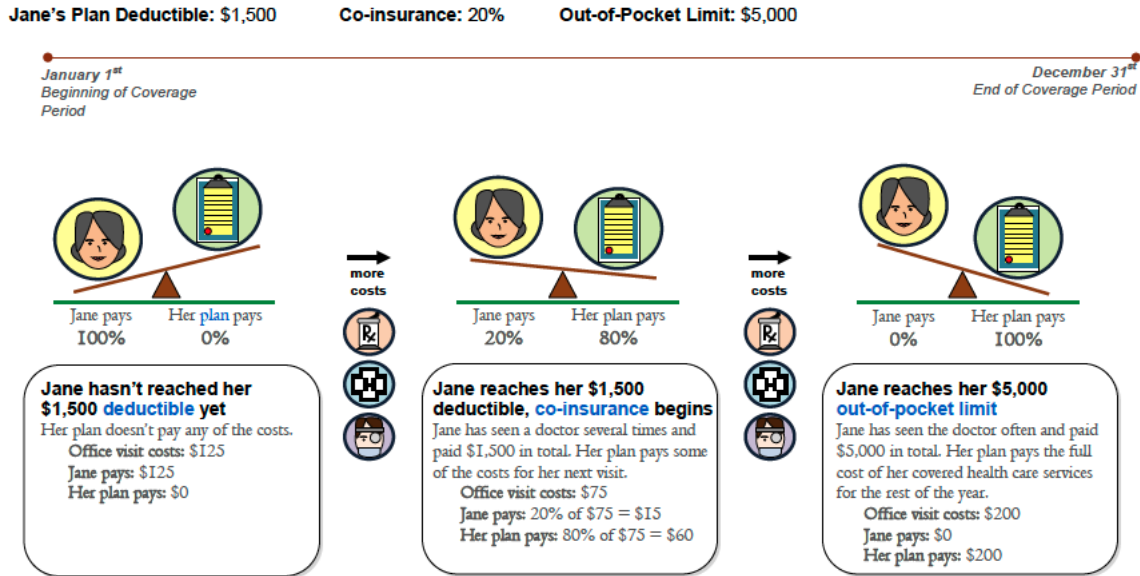 Jane's Plan Deductible: $1,500 Co-insurance: 20% Out-of-Pocket Limit: $5,000
January 1st
Beginning of Coverage
Period
December 31st
End of Coverage Period
Jane pays
100%
Her plan pays
0%
more
costs
Rx
Jane pays
20%
Her plan pays
80%
more
costs
Rx
Jane pays
0%
Her plan pays
100%
Jane hasn't reached her
$1,500 deductible yet
Her plan doesn't pay any of the costs.
Office visit costs: $125
Jane pays: $125
Her plan pays: $0
Jane reaches her $1,500
deductible, co-insurance begins
Jane has seen a doctor several times and
paid $1,500 in total. Her plan pays some
of the costs for her next visit.
Office visit costs: $75
Jane pays: 20% of $75 = $15
Her plan pays: 80% of $75 = $60
Jane reaches her $5,000
out-of-pocket limit
Jane has seen the doctor often and paid
$5,000 in total. Her plan pays the full
cost of her covered health care services
for the rest of the year.
Office visit costs: $200
Jane pays: $0
Her plan pays: $200